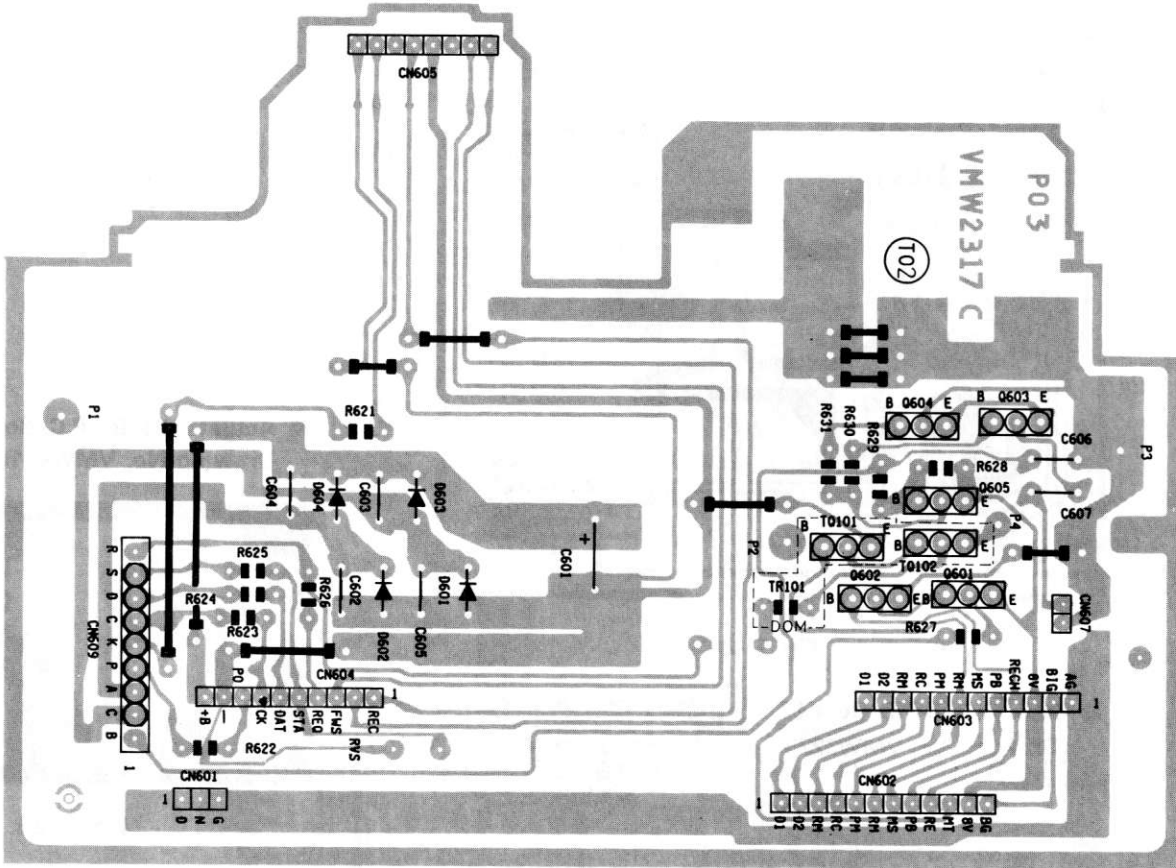 CN605
P03
VMW2317 C
T02
P1
R621
C604
D604
C603
D603
C601
+
R631
R630
R629
B Q604 E
Q603 E
B
C606
P3
R628
Q605
B E
C607
P4
TQ101
B E
P2
TQ102
B E
TR101
DOM
Q602
B E
Q601
B E
CN607
R627
R625
R624
R623
R626
C602
D602
D601
C605
R
S
D
C
K
P
A
C
B
1
CN609
PO
CN604
1
+B
-
CK
DAT
STA
REQ
FWS
REC
RVS
R622
CN601
1
O
N
G
D1
D2
RM
RC
PM
RM
MS
PB
RECM
8V
BIG
AG
1
CN603
CN602
1
D1
D2
RM
RC
PM
RM
MS
PB
RE
MT
8V
BG